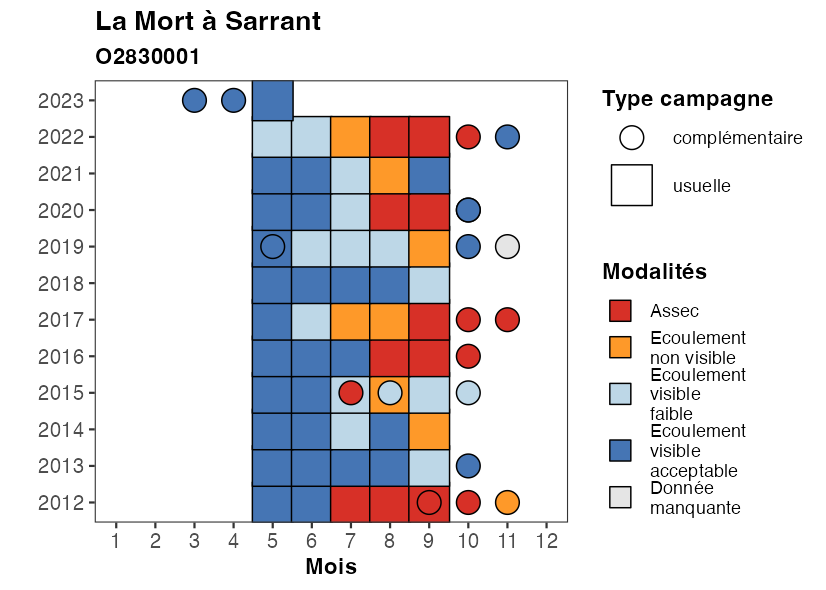 La Mort à Sarrant
O2830001
2023
2022
2021
2020
2019
2018
2017
2016
2015
2014
2013
2012
1 2 3 4 5 6 7 8 9 10 11 12
Mois
Type campagne
complémentaire
usuelle
Modalités
Assec
Ecoulement
non visible
Ecoulement
visible
faible
Ecoulement
visible
acceptable
Donnée
manquante